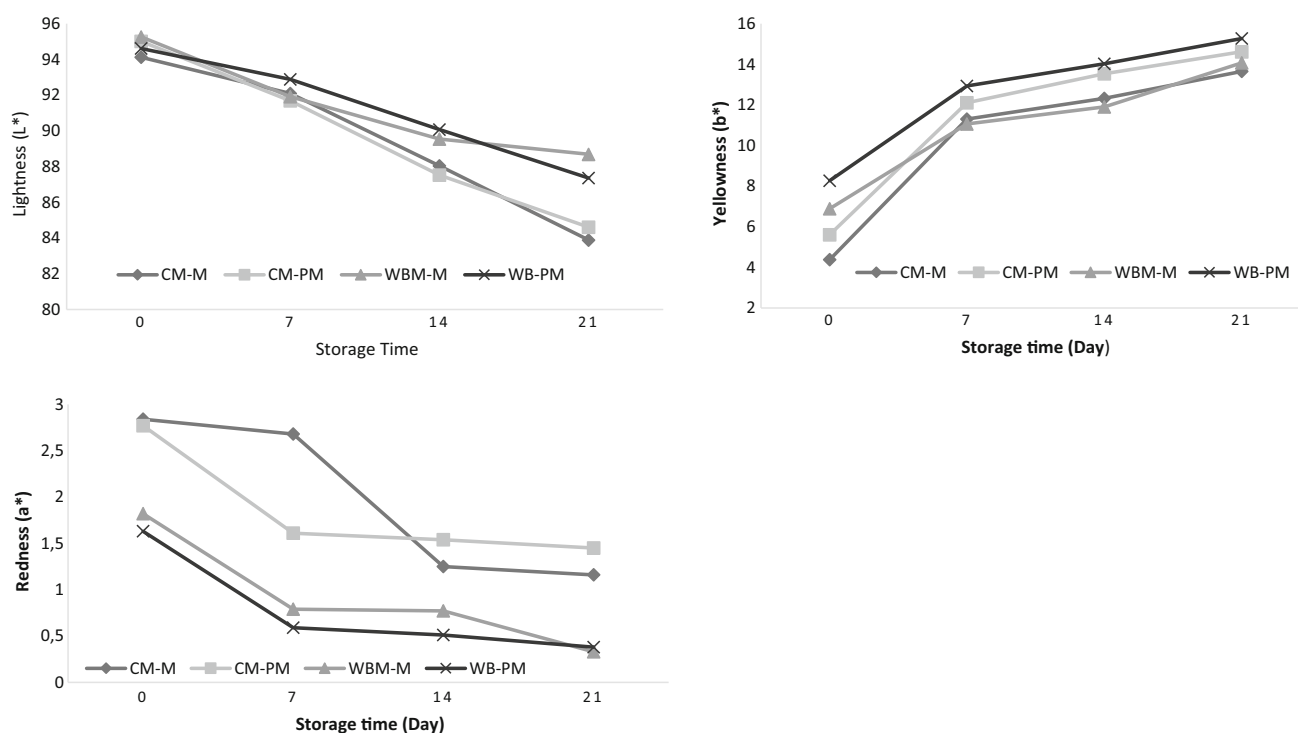 96
94
92
90
88
86
84
82
80
Lightness (L*)
CM-M CM-PM WBM-M WB-PM
0 7 14 21
Storage Time
16
14
12
10
8
6
4
2
Yellowness (b*)
CM-M CM-PM WBM-M WB-PM
0 7 14 21
Storage time (Day)
3
2,5
2
1,5
1
0,5
0
Redness (a*)
CM-M CM-PM WBM-M WB-PM
0 7 14 21
Storage time (Day)